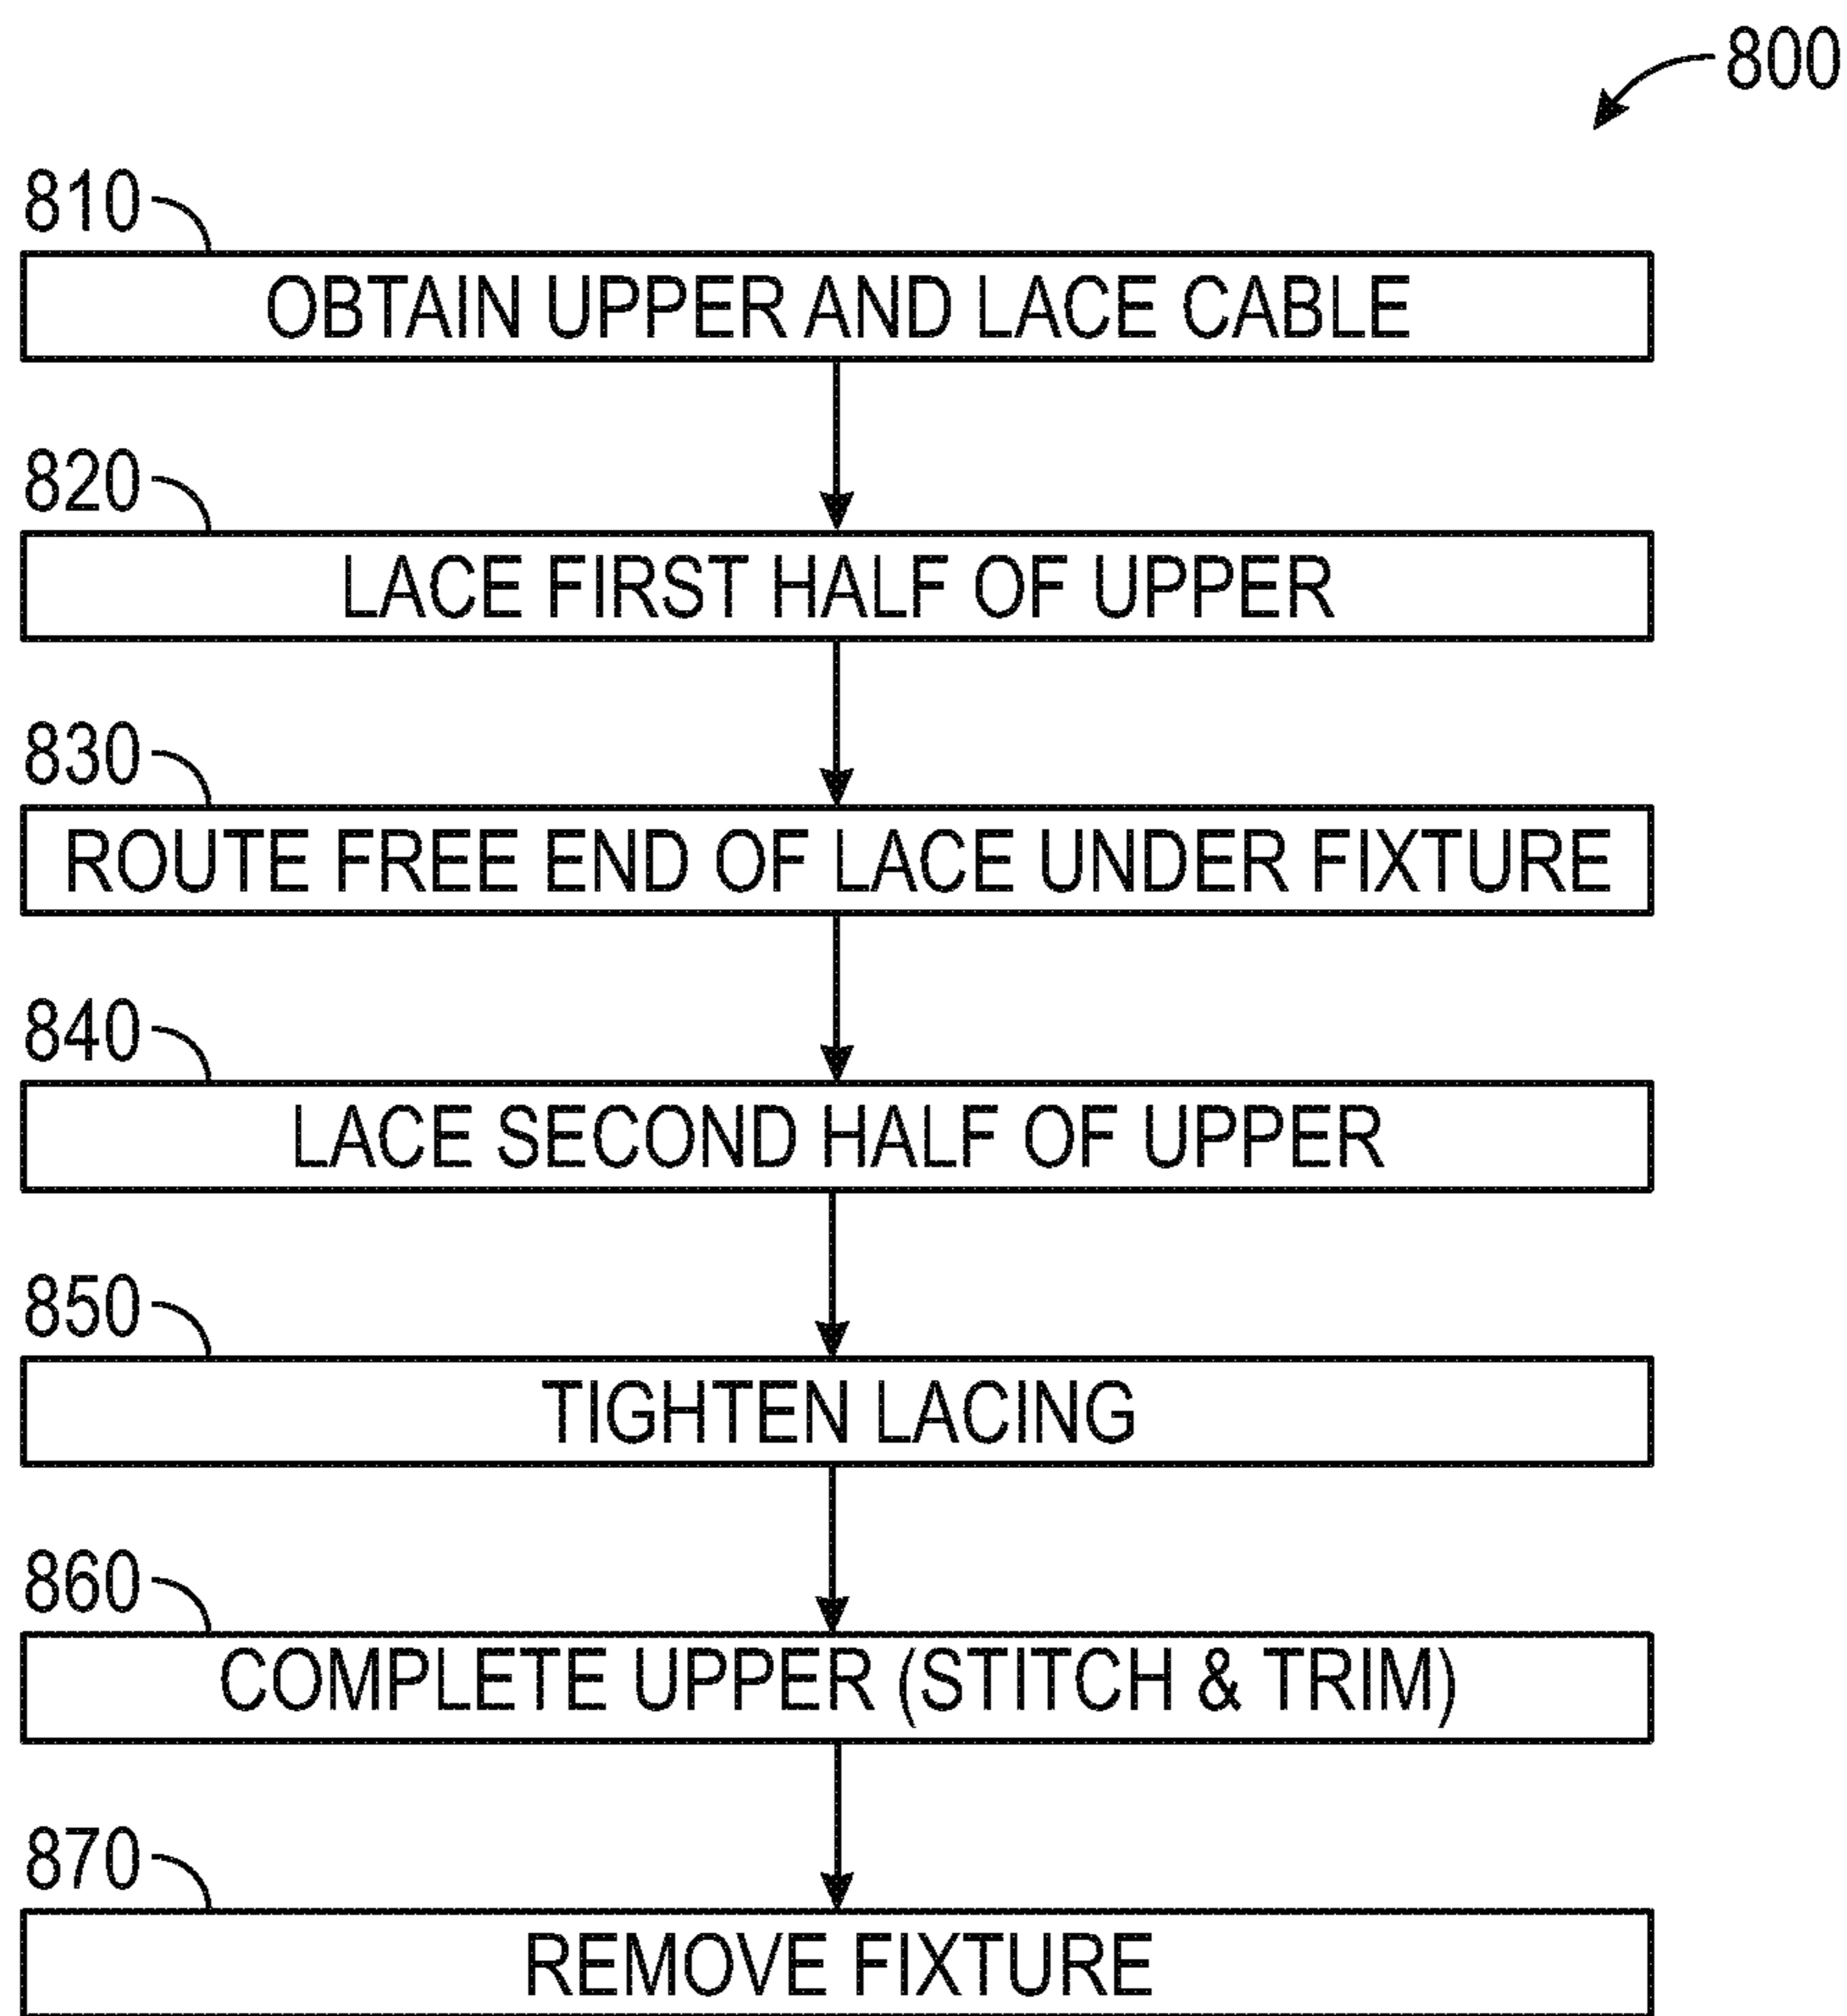 800
810
OBTAIN UPPER AND LACE CABLE
820
LACE FIRST HALF OF UPPER
830
ROUTE FREE END OF LACE UNDER FIXTURE
840
LACE SECOND HALF OF UPPER
850
TIGHTEN LACING
860
COMPLETE UPPER (STITCH & TRIM)
870
REMOVE FIXTURE